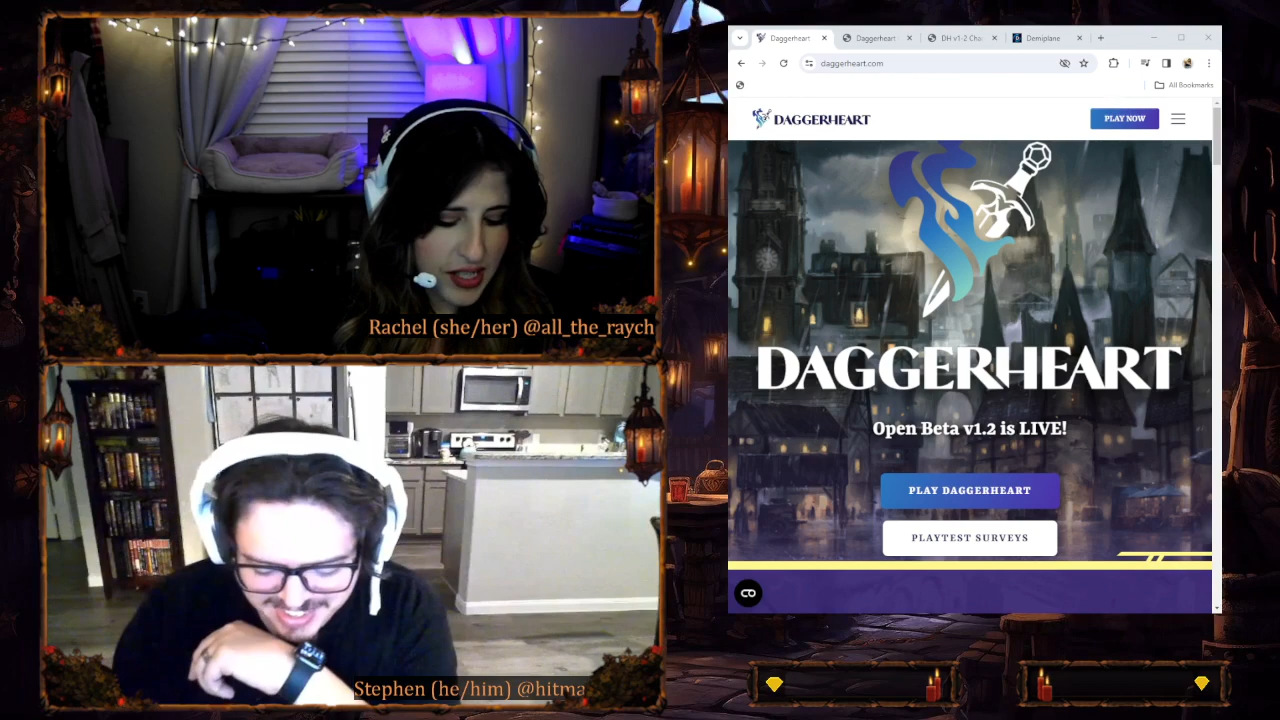 Rachel (she/her) @all_the_raych
Stephen (he/him) @hitma
Daggerheart
Daggerheart
DH v1-2 Cha
Demiplane
daggerheart.com
All Bookmarks
DAGGERHEART
PLAY NOW
DAGGERHEART
Open Beta v1.2 is LIVE!
PLAY DAGGERHEART
PLAYTEST SURVEYS